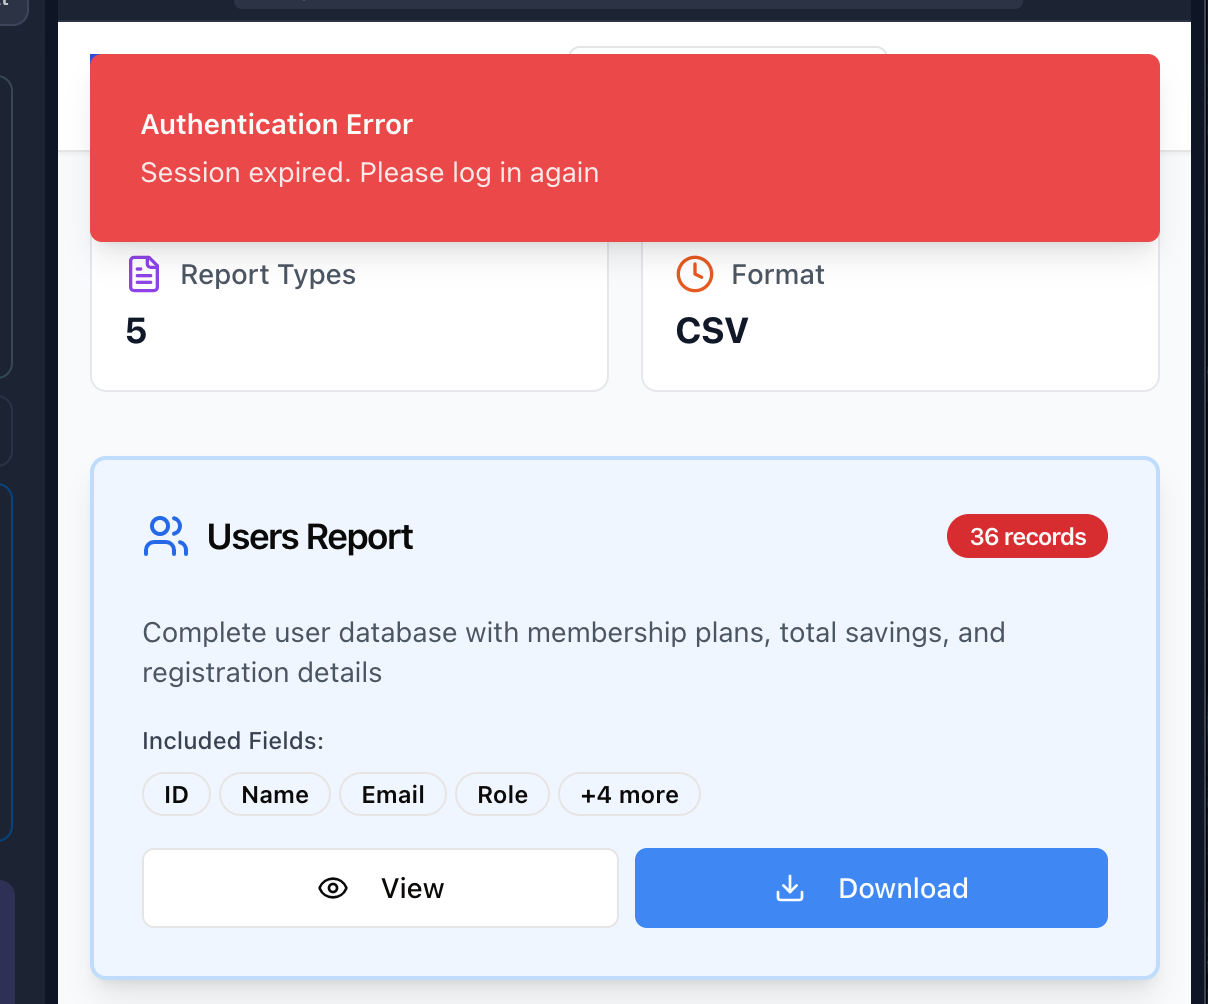 Authentication Error
Session expired. Please log in again
Report Types
5
Format
CSV
Users Report
36 records
Complete user database with membership plans, total savings, and
registration details
Included Fields:
ID
Name
Email
Role
+4 more
View
Download